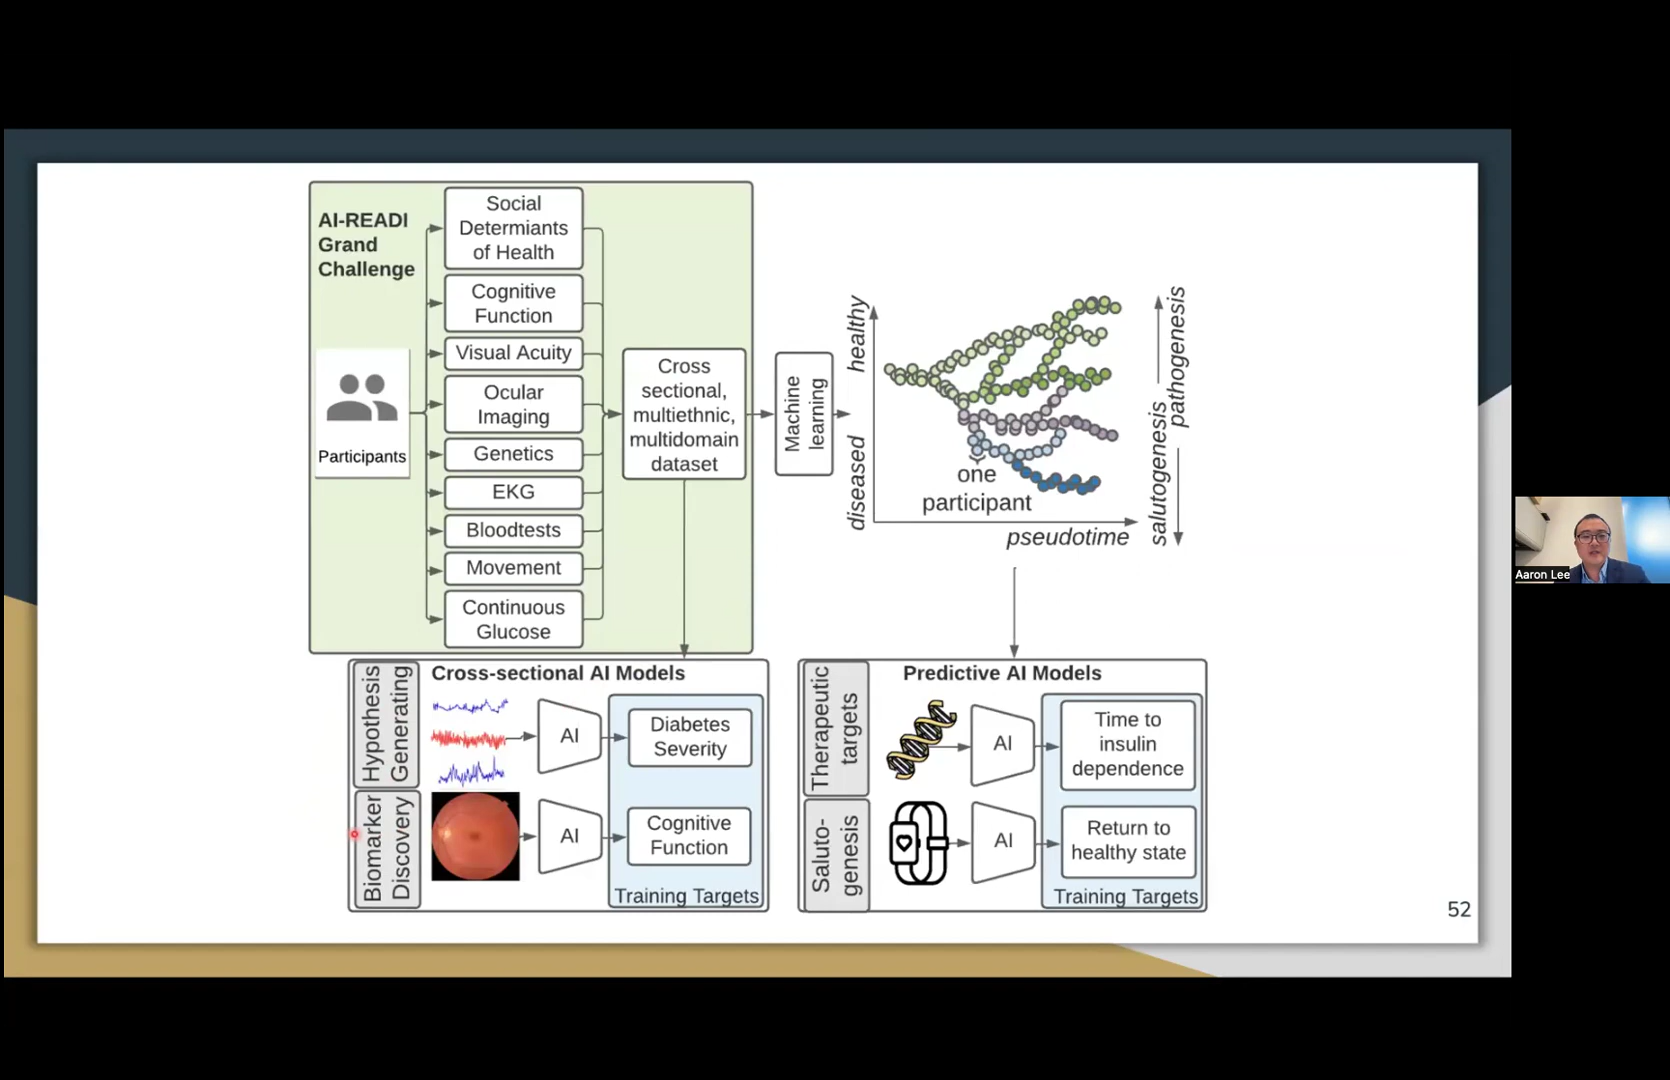 AI-READI
Grand
Challenge
Participants
Social
Determiants
of Health
Cognitive
Function
Visual Acuity
Ocular
Imaging
Genetics
EKG
Bloodtests
Movement
Continuous
Glucose
Cross
sectional,
multiethnic,
multidomain
dataset
Machine
learning
healthy
diseased
one
participant
pseudotime
pathogenesis
salutogenesis
Hypothesis
Generating
Biomarker
Discovery
Cross-sectional AI Models
AI
Diabetes
Severity
AI
Cognitive
Function
Training Targets
Therapeutic
targets
Saluto-
genesis
Predictive AI Models
AI
Time to
insulin
dependence
AI
Return to
healthy state
Training Targets
52
Aaron Lee